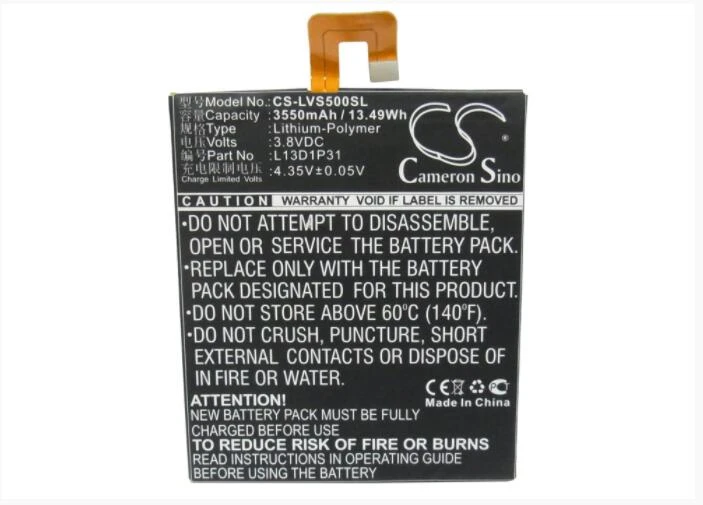 型号Model No.: CS-LVS500SL
容量Capacity: 3550mAh / 13.49Wh
类型Type: Lithium-Polymer
电压Volts: 3.8VDC
编号Part No: L13D1P31
充电限制电压: 4.35V±0.05V
Charge Limited Volts
CS
®
Cameron Sino
CAUTION WARRANTY VOID IF LABEL IS REMOVED
•DO NOT ATTEMPT TO DISASSEMBLE,
OPEN OR SERVICE THE BATTERY PACK.
•REPLACE ONLY WITH THE BATTERY
PACK DESIGNATED FOR THIS PRODUCT.
•DO NOT STORE ABOVE 60°C (140°F).
•DO NOT CRUSH, PUNCTURE, SHORT
EXTERNAL CONTACTS OR DISPOSE
IN FIRE OR WATER.
CE
Made In China
ATTENTION!
NEW BATTERY PACK MUST BE FULLY
CHARGED BEFORE USE
TO REDUCE RISK OF FIRE OR BURNS
READ INSTRUCTIONS ON DEVICE OPERATION
BEFORE USING THE BATTERY